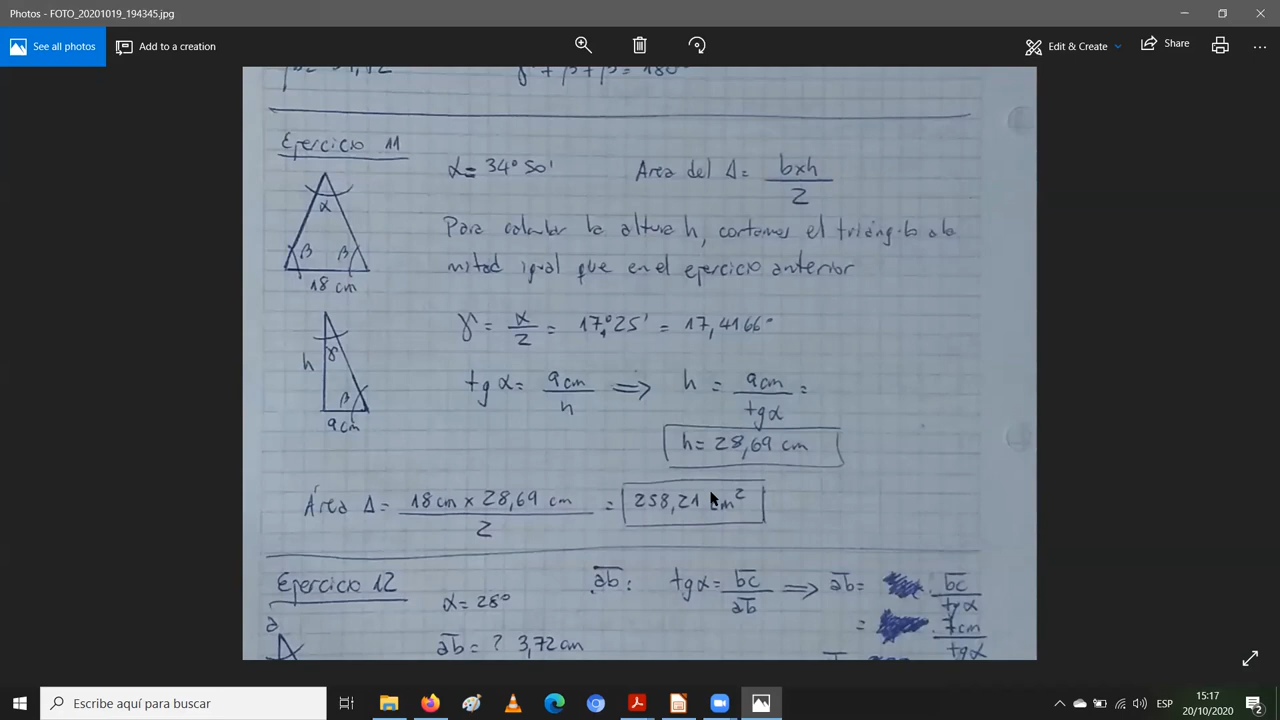 Photos - FOTO_20201019_194345.jpg
See all photos
Add to a creation
Edit & Create
Share
γ + β + β = 180°
Ejercicio 11
α = 34° 50'
Area del Δ = bxh / 2
α
β β
18 cm
Para calcular la altura h, cortamos el triángulo a la
mitad igual que en el ejercicio anterior
γ = α / 2 = 17° 25' = 17,4166°
h γ β
9cm
tg α = 9cm / h ⟹ h = 9cm / tgα =
h = 28,69 cm
Área Δ = 18 cm x 28,69 cm / 2 = 258,21 cm²
Ejercicio 12
α = 28°
ab : tgα = bc / ab ⟹ ab = bc / tgα
= 7cm / tgα
a
ab = ? 3,72 cm
Escribe aquí para buscar
ESP
15:17
20/10/2020
2